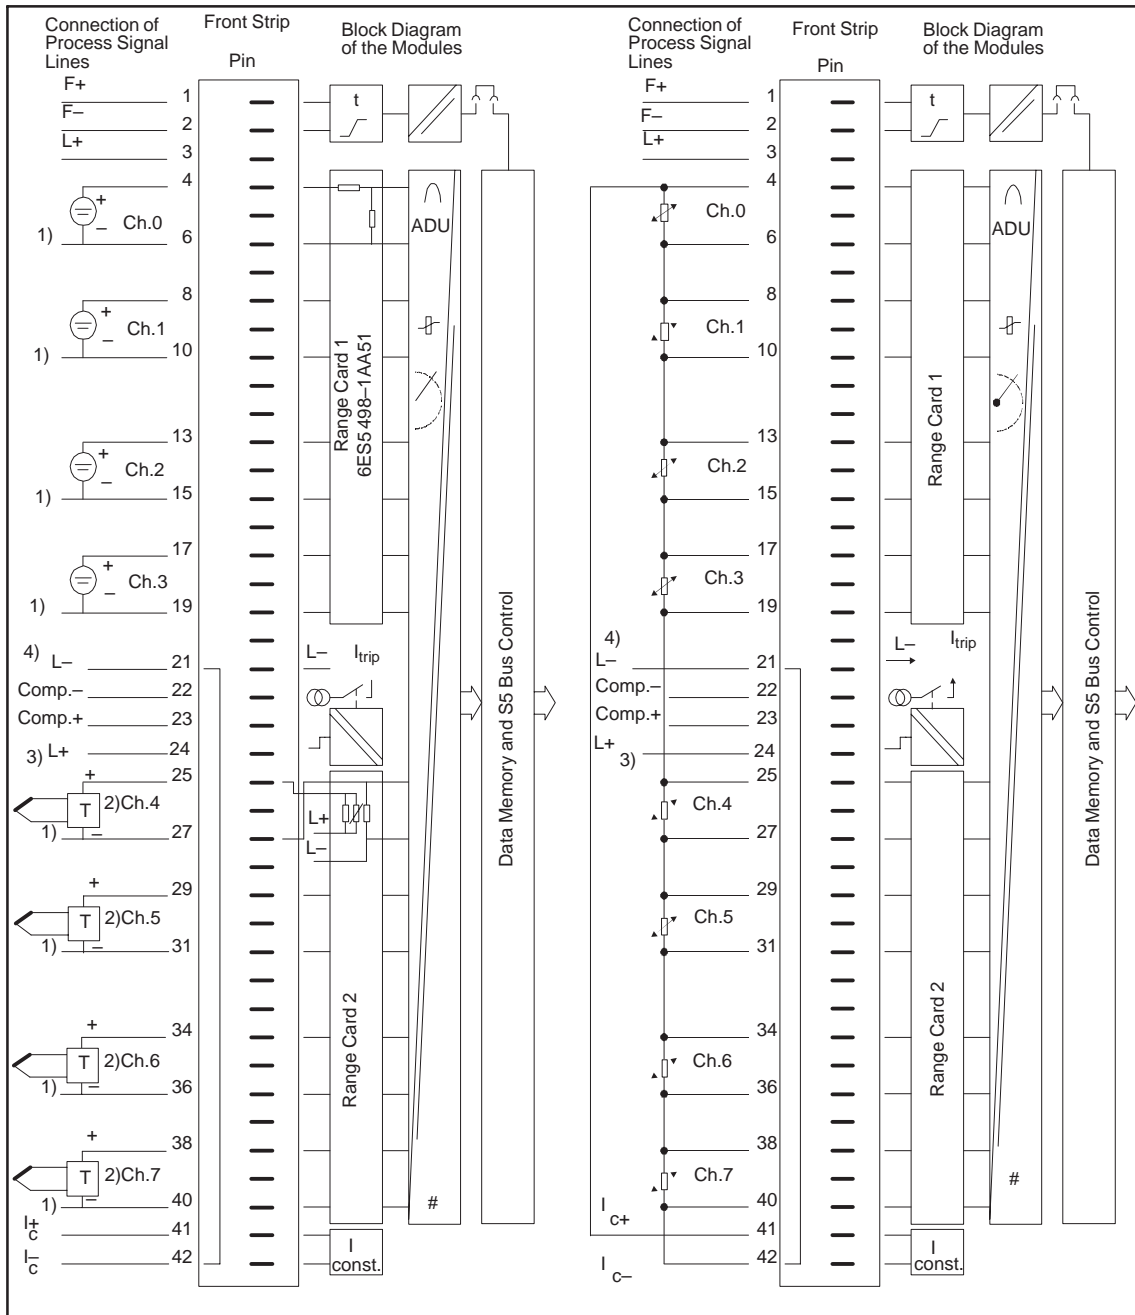 Connection of
Process Signal
Lines
Front Strip
Pin
Block Diagram
of the Modules
F+
1
F–
2
L+
3
t
4
+
–
Ch.0
1)
6
8
+
–
Ch.1
1)
10
13
+
–
Ch.2
1)
15
17
+
–
Ch.3
1)
19
4)
L–
21
Comp.–
22
Comp.+
23
3) L+
24
25
+
T
2)Ch.4
1)
–
27
29
+
T
2)Ch.5
1)
–
31
34
+
T
2)Ch.6
1)
–
36
38
+
T
2)Ch.7
1)
–
40
I+
c
41
I–
c
42
ADU
Range Card 1
6ES5498–1AA51
L–
Itrip
L+
L–
Range Card 2
#
I
const.
Data Memory and S5 Bus Control
Connection of
Process Signal
Lines
Front Strip
Pin
Block Diagram
of the Modules
F+
1
F–
2
L+
3
t
4
Ch.0
6
8
Ch.1
10
13
Ch.2
15
17
Ch.3
19
4)
L–
21
Comp.–
22
Comp.+
23
L+
3)
24
25
Ch.4
27
29
Ch.5
31
34
Ch.6
36
38
Ch.7
40
I
c+
41
I
c–
42
ADU
Range Card 1
L–
Itrip
Range Card 2
#
I
const.
Data Memory and S5 Bus Control